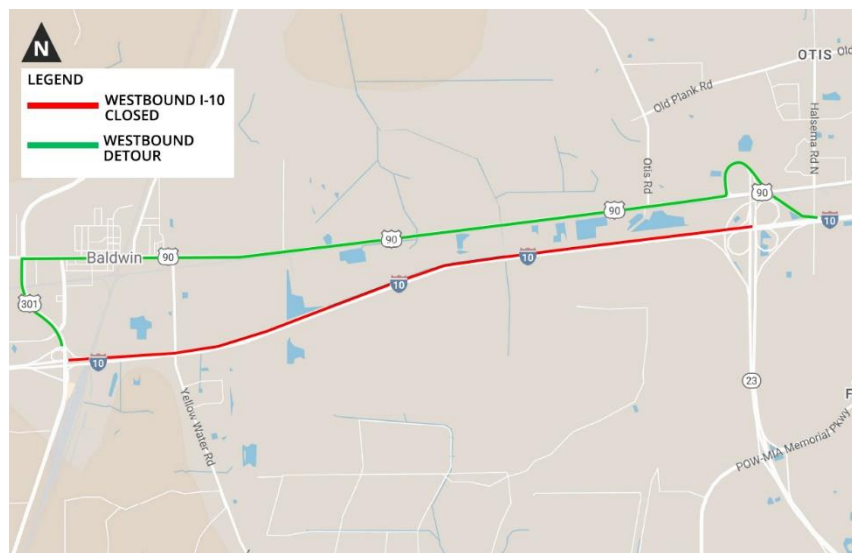 N
LEGEND
WESTBOUND I-10
CLOSED
WESTBOUND
DETOUR
OTIS
Old
Old Plank Rd
Halsema Rd N
Otis Rd
90
90
90
10
Baldwin
90
10
10
301
10
23
Yellow Water Rd
F
POW-MIA Memorial Pkwy